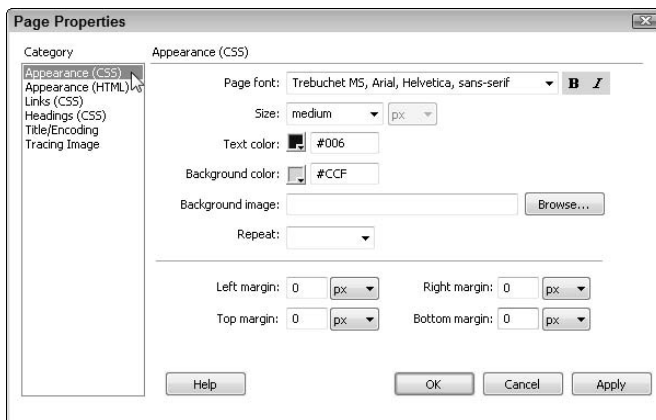 Page Properties
Category
Appearance (CSS)
Appearance (HTML)
Links (CSS)
Headings (CSS)
Title/Encoding
Tracing Image
Appearance (CSS)
Page font: Trebuchet MS, Arial, Helvetica, sans-serif B I
Size: medium px
Text color: #006
Background color: #CCF
Background image: Browse...
Repeat:
Left margin: 0 px Right margin: 0 px
Top margin: 0 px Bottom margin: 0 px
Help OK Cancel Apply